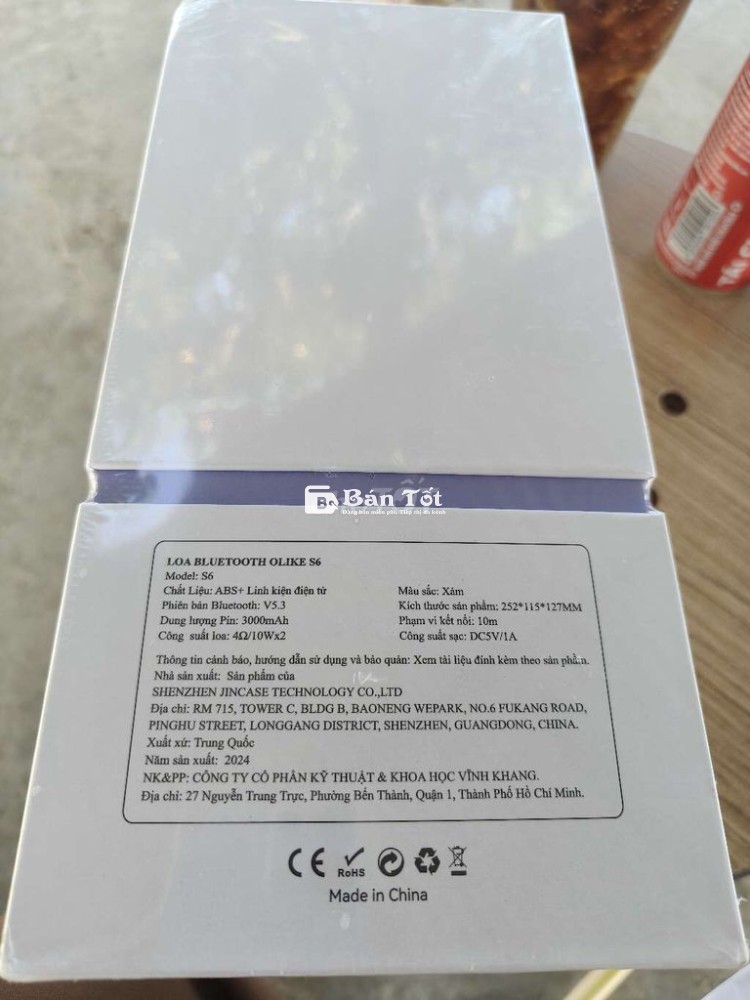 Bán Tốt
LOA BLUETOOTH OLIKE S6
Model: S6
Chất Liệu: ABS+ Linh kiện điện tử
Màu sắc: Xám
Phiên bản Bluetooth: V5.3
Kích thước sản phẩm: 252*115*127MM
Dung lượng Pin: 3000mAh
Phạm vi kết nối: 10m
Công suất loa: 4Ω/10Wx2
Công suất sạc: DC5V/1A
Thông tin cảnh báo, hướng dẫn sử dụng và bảo quản: Xem tài liệu đính kèm theo sản phẩm.
Nhà sản xuất: Sản phẩm của
SHENZHEN JINCASE TECHNOLOGY CO.,LTD
Địa chỉ: RM 715, TOWER C, BLDG B, BAONENG WEPARK, NO.6 FUKANG ROAD,
PINGHU STREET, LONGGANG DISTRICT, SHENZHEN, GUANGDONG, CHINA.
Xuất xứ: Trung Quốc
Năm sản xuất: 2024
NK&PP: CÔNG TY CỔ PHẦN KỸ THUẬT & KHOA HỌC VĨNH KHANG.
Địa chỉ: 27 Nguyễn Trung Trực, Phường Bến Thành, Quận 1, Thành Phố Hồ Chí Minh.
CE
RoHS
Made in China